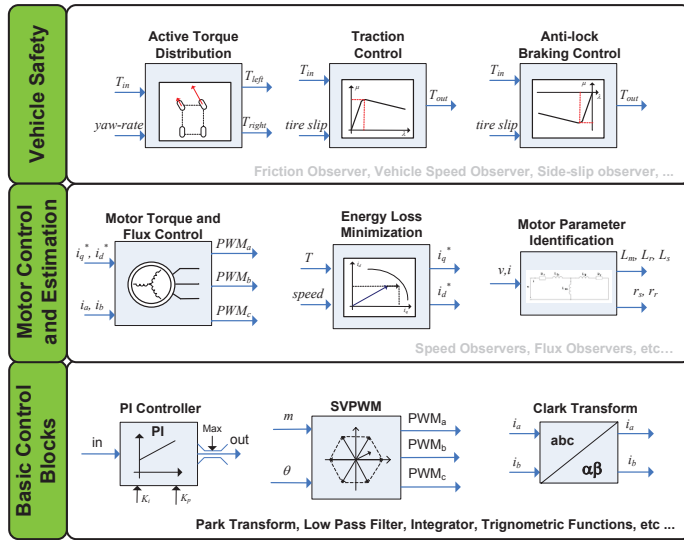 Vehicle Safety
Active Torque
Distribution
T_in
yaw-rate
T_left
T_right
Traction
Control
T_in
tire slip
μ
λ
T_out
Anti-lock
Braking Control
T_in
tire slip
μ
λ
T_out
Friction Observer, Vehicle Speed Observer, Side-slip observer, ...
Motor Control
and Estimation
Motor Torque and
Flux Control
i_q^*, i_d^*
i_a, i_b
PWM_a
PWM_b
PWM_c
Energy Loss
Minimization
T
speed
i_d
i_q
i_q^*
i_d^*
Motor Parameter
Identification
v,i
L_m, L_r, L_s
r_s, r_r
Speed Observers, Flux Observers, etc...
Basic Control
Blocks
PI Controller
in
PI
Max
out
K_i
K_p
SVPWM
m
θ
PWM_a
PWM_b
PWM_c
Clark Transform
i_a
i_b
abc
αβ
i_a
i_b
Park Transform, Low Pass Filter, Integrator, Trignometric Functions, etc ...